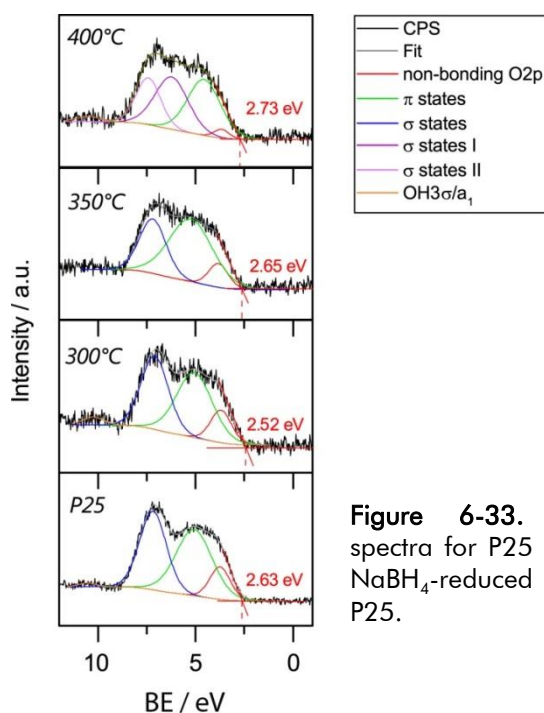 400°C
2.73 eV
350°C
2.65 eV
300°C
2.52 eV
P25
2.63 eV
Intensity / a.u.
10 5 0
BE / eV
CPS
Fit
non-bonding O2p
π states
σ states
σ states I
σ states II
OH3σ/a₁
Figure 6-33.
spectra for P25
NaBH₄-reduced
P25.